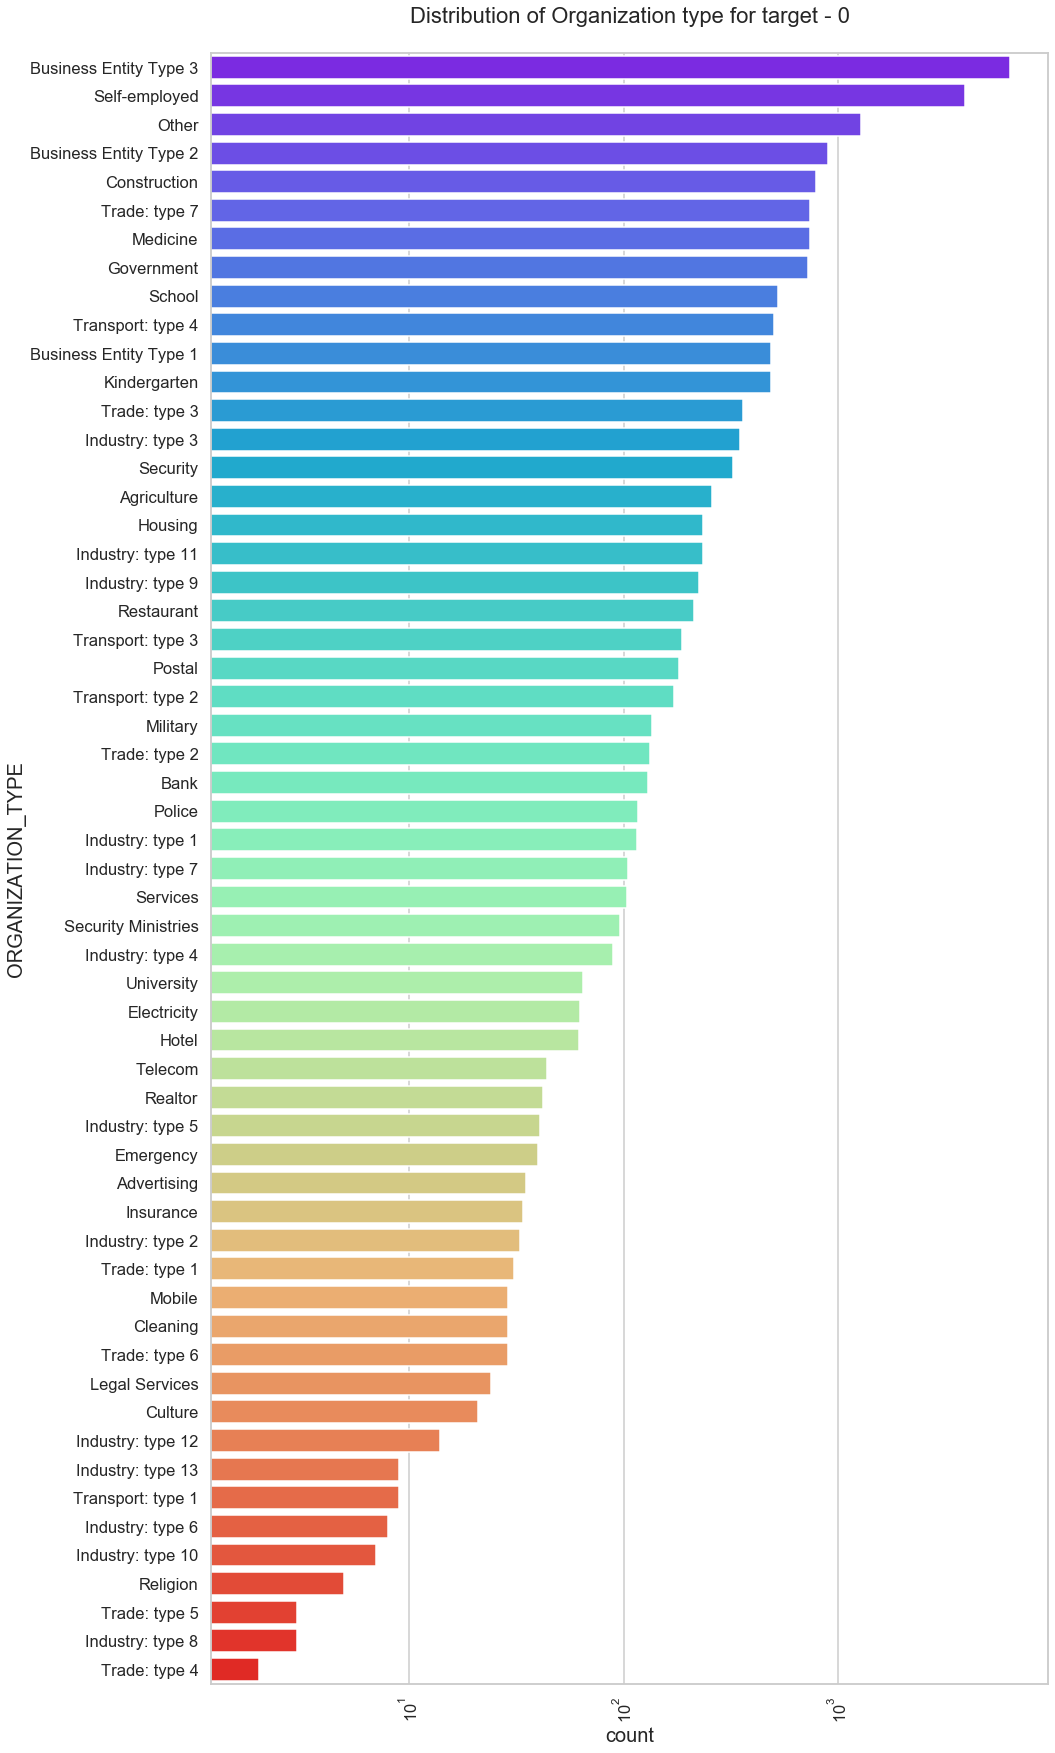 Distribution of Organization type for target - 0
Business Entity Type 3
Self-employed
Other
Business Entity Type 2
Construction
Trade: type 7
Medicine
Government
School
Transport: type 4
Business Entity Type 1
Kindergarten
Trade: type 3
Industry: type 3
Security
Agriculture
Housing
Industry: type 11
Industry: type 9
Restaurant
Transport: type 3
Postal
Transport: type 2
Military
Trade: type 2
Bank
Police
Industry: type 1
Industry: type 7
Services
Security Ministries
Industry: type 4
University
Electricity
Hotel
Telecom
Realtor
Industry: type 5
Emergency
Advertising
Insurance
Industry: type 2
Trade: type 1
Mobile
Cleaning
Trade: type 6
Legal Services
Culture
Industry: type 12
Industry: type 13
Transport: type 1
Industry: type 6
Industry: type 10
Religion
Trade: type 5
Industry: type 8
Trade: type 4
ORGANIZATION_TYPE
10¹ 10² 10³
count